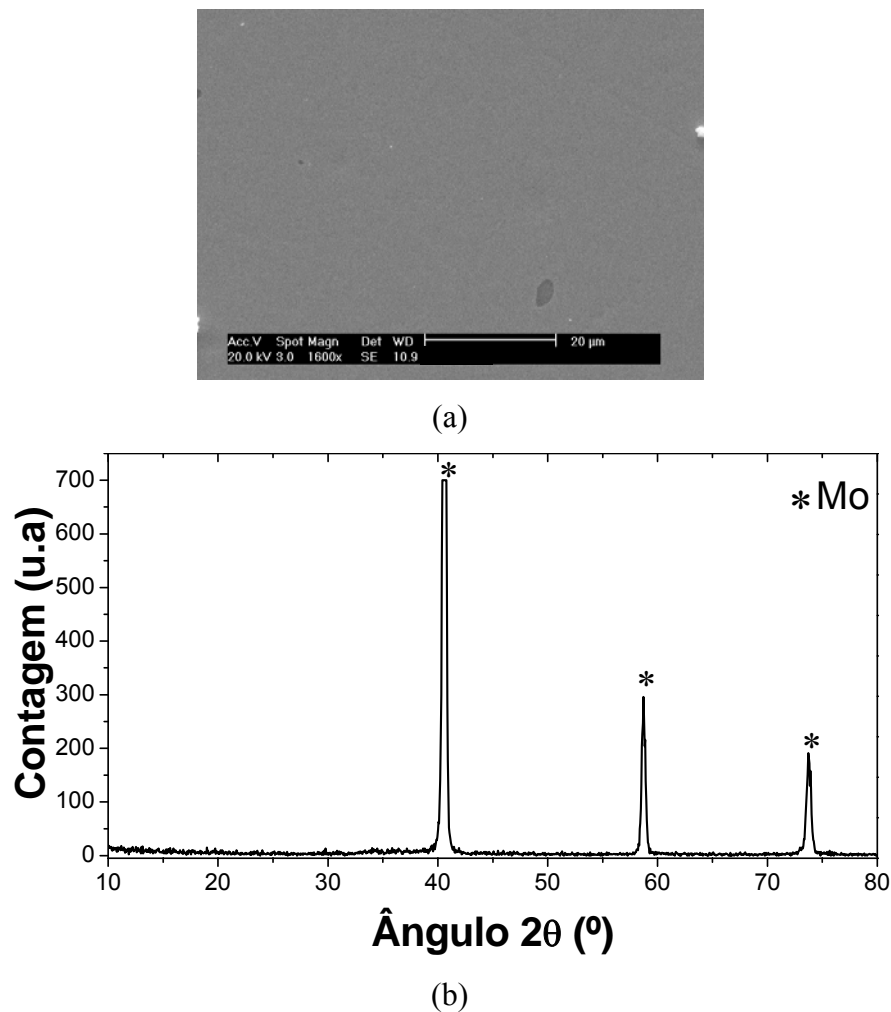 Acc.V Spot Magn Det WD 20 µm
20.0 kV 3.0 1600x SE 10.9
(a)
* Mo
*
*
*
700
600
500
400
300
200
100
0
Contagem (u.a)
10 20 30 40 50 60 70 80
Ângulo 2θ (º)
(b)